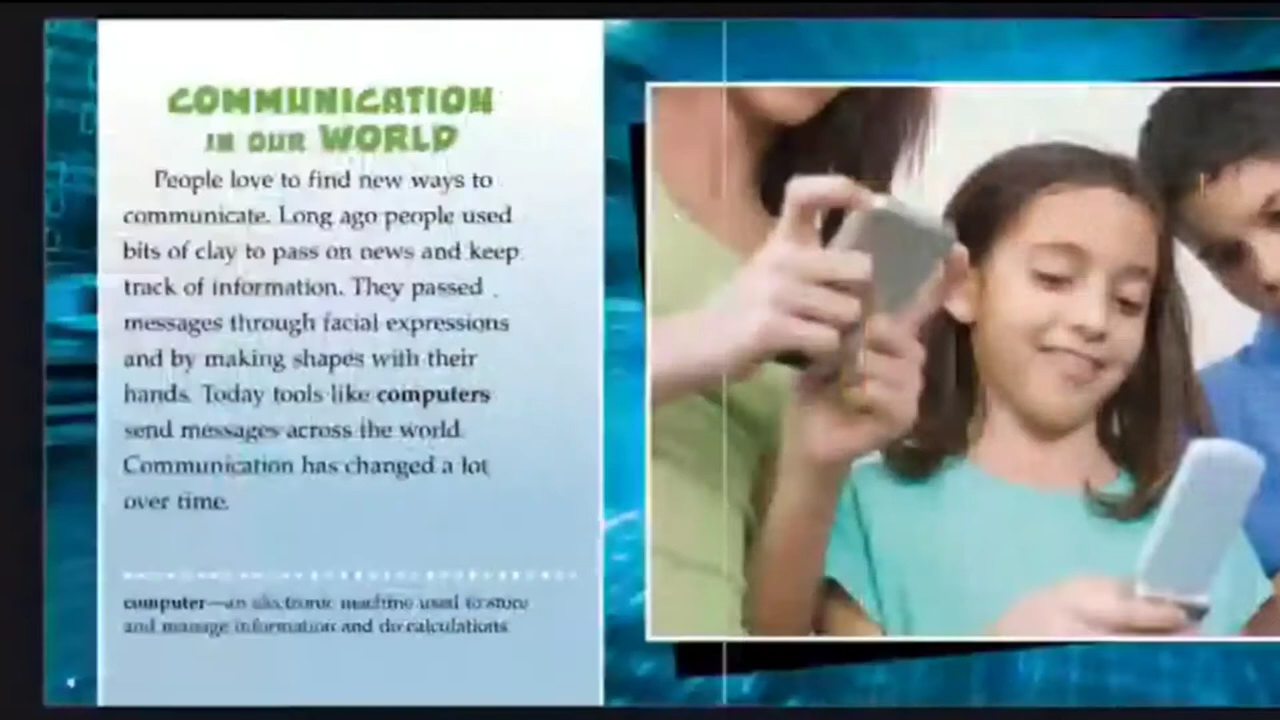 COMMUNICATION
IN OUR WORLD
People love to find new ways to
communicate. Long ago people used
bits of clay to pass on news and keep
track of information. They passed
messages through facial expressions
and by making shapes with their
hands. Today tools like computers
send messages across the world.
Communication has changed a lot
over time.
computer—an electronic machine used to store
and manage information and do calculations
4